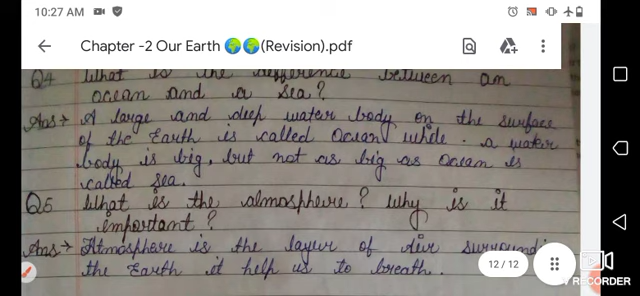 10:27 AM
Chapter -2 Our Earth 🌍🌍(Revision).pdf
Q4 What is the difference between an
ocean and a sea?
Ans→ A large and deep water body on the surface
of the Earth is called Ocean while. a water
body is big, but not as big as Ocean is
called sea.
Q5 What is the atmosphere? Why is it
important?
Ans→ Atmosphere is the layer of Air surroundi
the Earth it help us to breath.
12 / 12
RECORDER